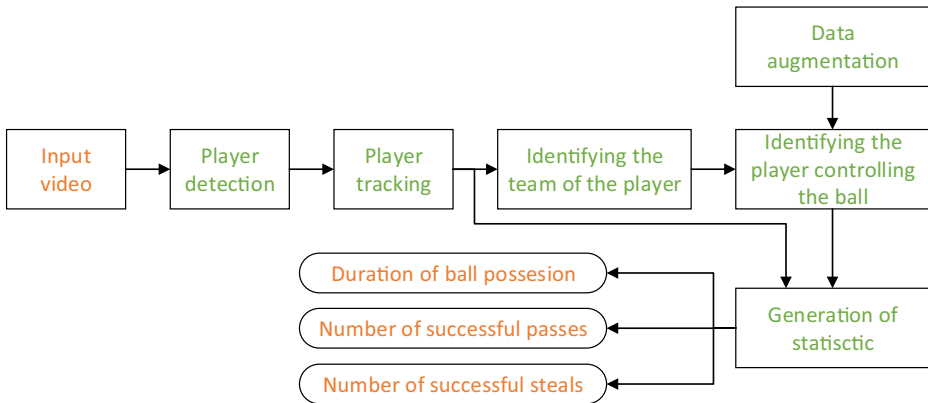 Data
augmentation
Input
video
Player
detection
Player
tracking
Identifying the
team of the player
Identifying the
player controlling
the ball
Duration of ball possesion
Number of successful passes
Number of successful steals
Generation of
statisctic